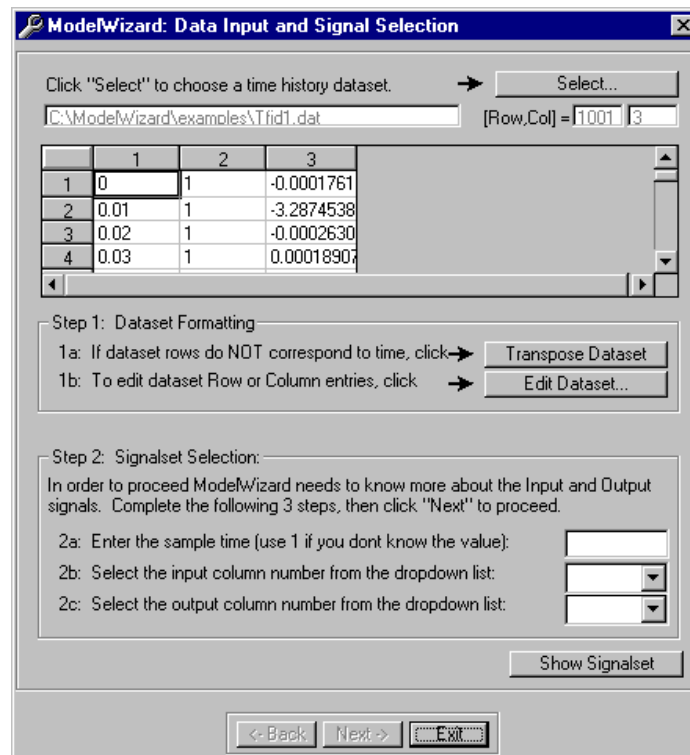 ModelWizard: Data Input and Signal Selection
Click "Select" to choose a time history dataset.
Select...
C:\ModelWizard\examples\Tfid1.dat
[Row,Col] = 1001 3
1 2 3
1 0 1 -0.0001761
2 0.01 1 -3.2874538
3 0.02 1 -0.0002630
4 0.03 1 0.00018907
Step 1: Dataset Formatting
1a: If dataset rows do NOT correspond to time, click
Transpose Dataset
1b: To edit dataset Row or Column entries, click
Edit Dataset...
Step 2: Signalset Selection:
In order to proceed ModelWizard needs to know more about the Input and Output
signals. Complete the following 3 steps, then click "Next" to proceed.
2a: Enter the sample time (use 1 if you dont know the value):
2b: Select the input column number from the dropdown list:
2c: Select the output column number from the dropdown list:
Show Signalset
<- Back
Next ->
Exit